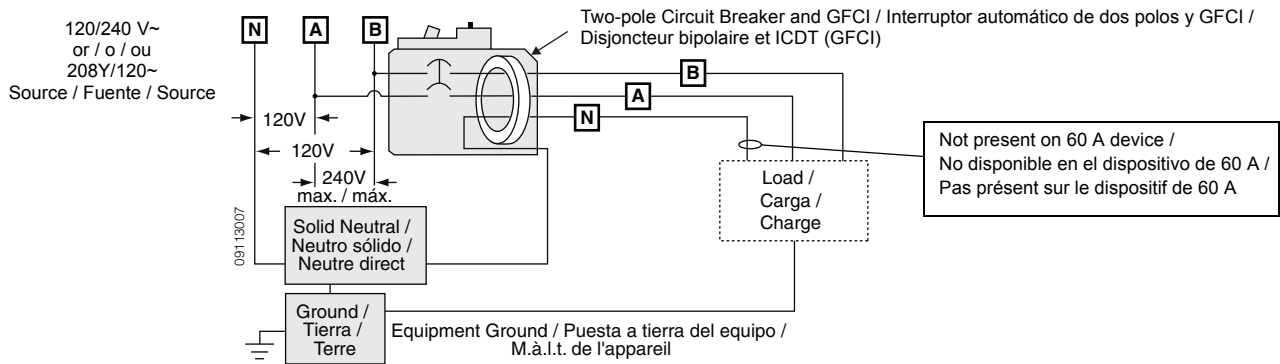 120/240 V~
or / o / ou
208Y/120~
Source / Fuente / Source
N
A
B
Two-pole Circuit Breaker and GFCI / Interruptor automático de dos polos y GFCI /
Disjoncteur bipolaire et ICDT (GFCI)
B
A
N
120V
120V
240V
max. / máx.
Not present on 60 A device /
No disponible en el dispositivo de 60 A /
Pas présent sur le dispositif de 60 A
Load /
Carga /
Charge
09113007
Solid Neutral /
Neutro sólido /
Neutre direct
Ground /
Tierra /
Terre
Equipment Ground / Puesta a tierra del equipo /
M.à.l.t. de l'appareil